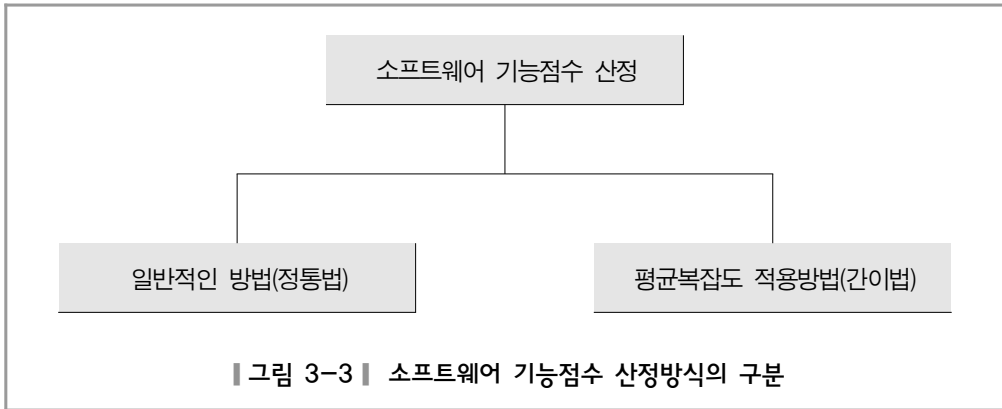 소프트웨어 기능점수 산정
일반적인 방법(정통법)
평균복잡도 적용방법(간이법)
‖그림 3-3‖ 소프트웨어 기능점수 산정방식의 구분